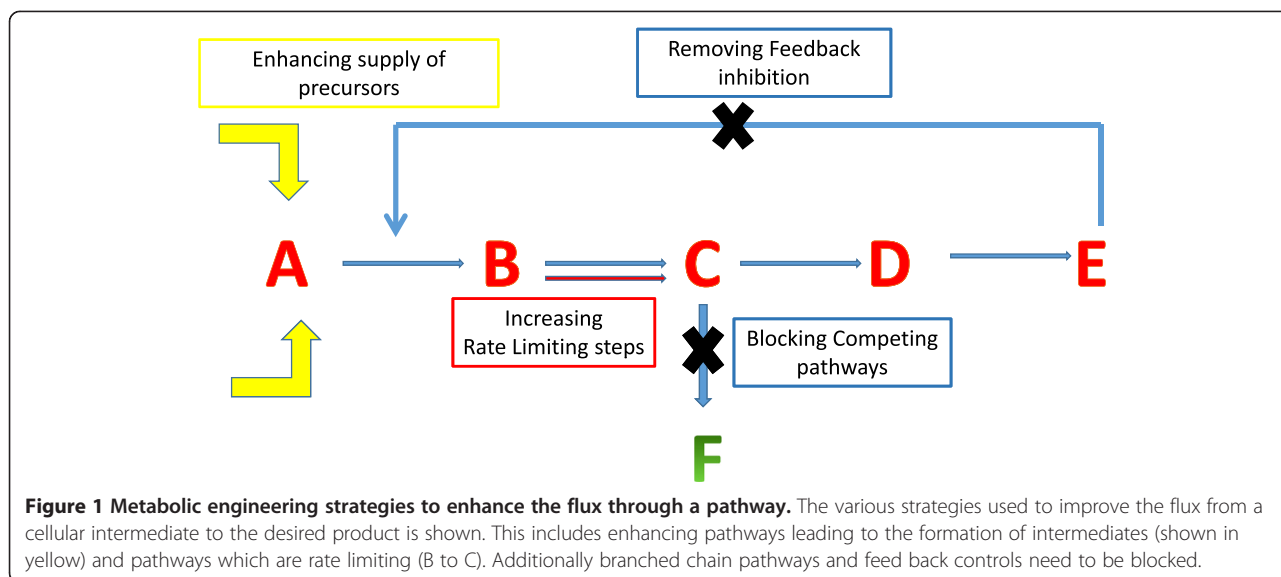 Enhancing supply of
precursors
Removing Feedback
inhibition
A
B
C
D
E
Increasing
Rate Limiting steps
Blocking Competing
pathways
F
Figure 1 Metabolic engineering strategies to enhance the flux through a pathway. The various strategies used to improve the flux from a
cellular intermediate to the desired product is shown. This includes enhancing pathways leading to the formation of intermediates (shown in
yellow) and pathways which are rate limiting (B to C). Additionally branched chain pathways and feed back controls need to be blocked.